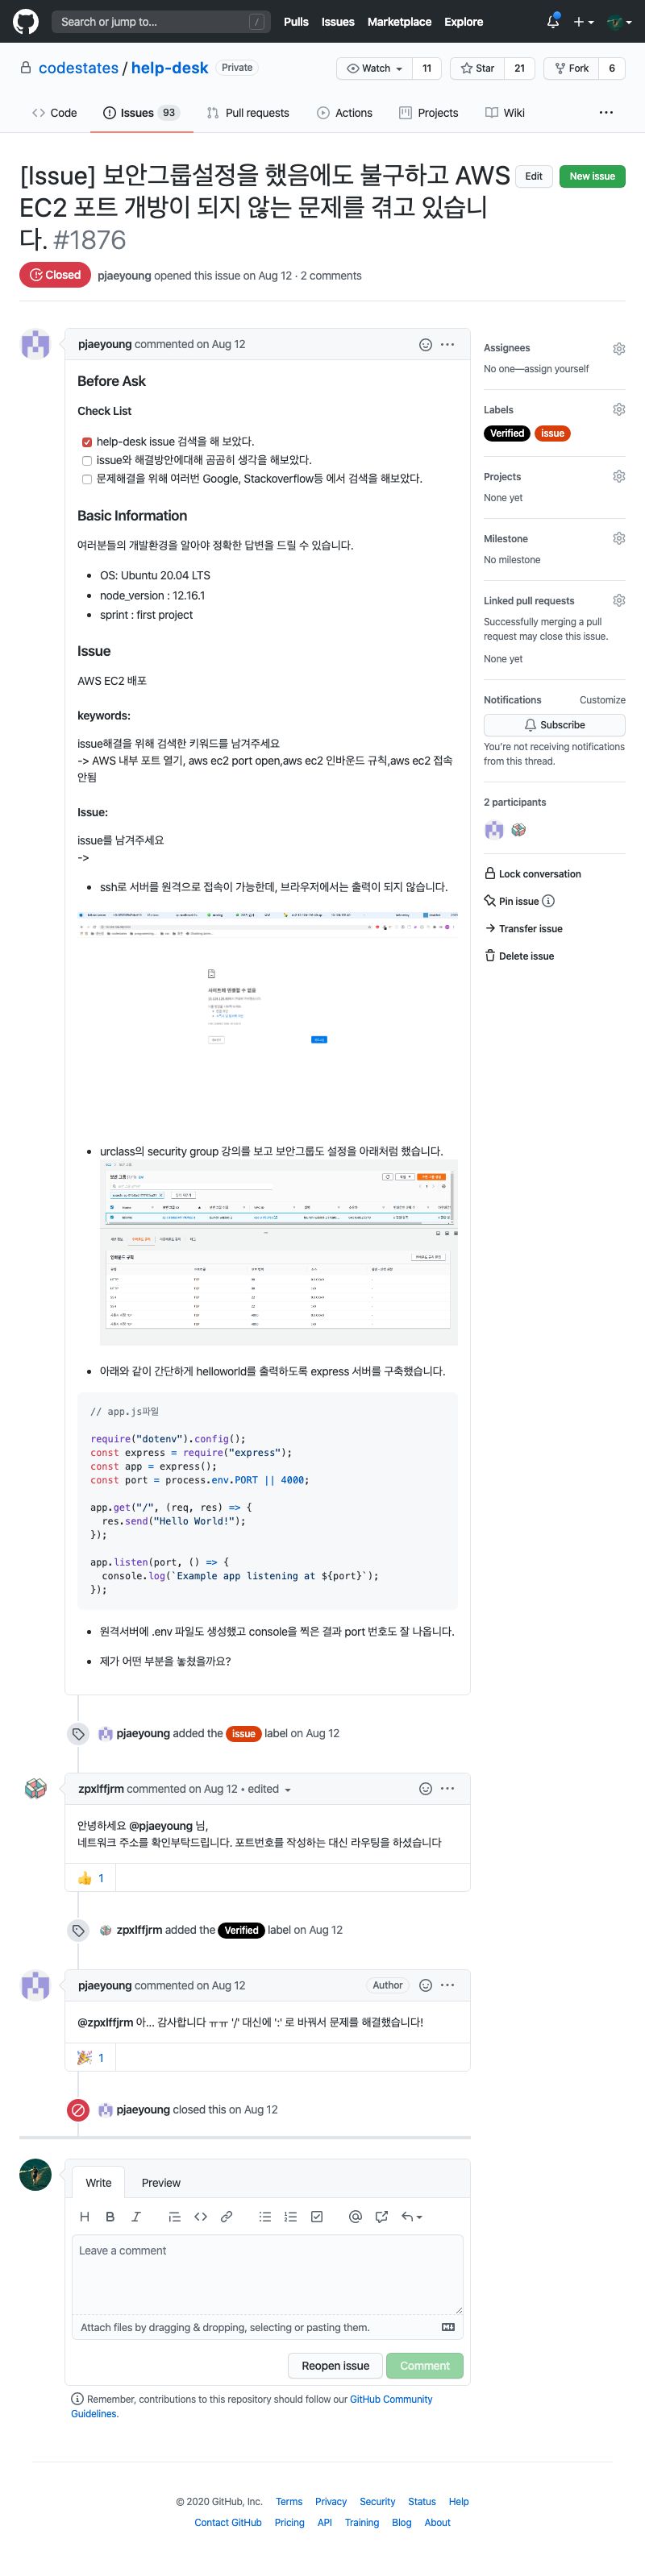 Search or jump to...
/
Pulls Issues Marketplace Explore
codestates / help-desk Private
Watch 11 Star 21 Fork 6
Code Issues 93 Pull requests Actions Projects Wiki
[Issue] 보안그룹설정을 했음에도 불구하고 AWS
EC2 포트 개방이 되지 않는 문제를 겪고 있습니
다. #1876
Edit New issue
Closed pjaeyoung opened this issue on Aug 12 · 2 comments
pjaeyoung commented on Aug 12
Before Ask
Check List
help-desk issue 검색을 해 보았다.
issue와 해결방안에대해 곰곰히 생각을 해보았다.
문제해결을 위해 여러번 Google, Stackoverflow등 에서 검색을 해보았다.
Basic Information
여러분들의 개발환경을 알아야 정확한 답변을 드릴 수 있습니다.
OS: Ubuntu 20.04 LTS
node_version : 12.16.1
sprint : first project
Issue
AWS EC2 배포
keywords:
issue해결을 위해 검색한 키워드를 남겨주세요
-> AWS 내부 포트 열기, aws ec2 port open,aws ec2 인바운드 규칙,aws ec2 접속
안됨
Issue:
issue를 남겨주세요
->
ssh로 서버를 원격으로 접속이 가능한데, 브라우저에서는 출력이 되지 않습니다.
사이트에 연결할 수 없음
urclass의 security group 강의를 보고 보안그룹도 설정을 아래처럼 했습니다.
아래와 같이 간단하게 helloworld를 출력하도록 express 서버를 구축했습니다.
// app.js파일
require("dotenv").config();
const express = require("express");
const app = express();
const port = process.env.PORT || 4000;
app.get("/", (req, res) => {
res.send("Hello World!");
});
app.listen(port, () => {
console.log(`Example app listening at ${port}`);
});
원격서버에 .env 파일도 생성했고 console을 찍은 결과 port 번호도 잘 나옵니다.
제가 어떤 부분을 놓쳤을까요?
pjaeyoung added the issue label on Aug 12
zpxlffjrm commented on Aug 12 • edited
안녕하세요 @pjaeyoung 님,
네트워크 주소를 확인부탁드립니다. 포트번호를 작성하는 대신 라우팅을 하셨습니다
1
zpxlffjrm added the Verified label on Aug 12
pjaeyoung commented on Aug 12 Author
@zpxlffjrm 아... 감사합니다 ㅠㅠ '/' 대신에 ':' 로 바꿔서 문제를 해결했습니다!
1
pjaeyoung closed this on Aug 12
Assignees
No one—assign yourself
Labels
Verified issue
Projects
None yet
Milestone
No milestone
Linked pull requests
Successfully merging a pull
request may close this issue.
None yet
Notifications Customize
Subscribe
You're not receiving notifications
from this thread.
2 participants
Lock conversation
Pin issue
Transfer issue
Delete issue
Write Preview
Leave a comment
Attach files by dragging & dropping, selecting or pasting them.
Reopen issue Comment
Remember, contributions to this repository should follow our GitHub Community
Guidelines.
© 2020 GitHub, Inc. Terms Privacy Security Status Help
Contact GitHub Pricing API Training Blog About